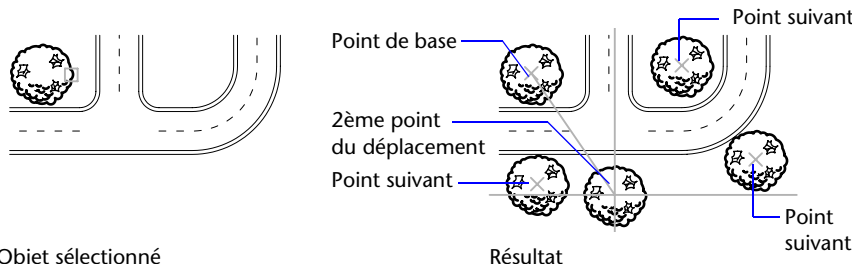 Point suivant
Point de base
2ème point
du déplacement
Point suivant
Point
suivant
Objet sélectionné
Résultat